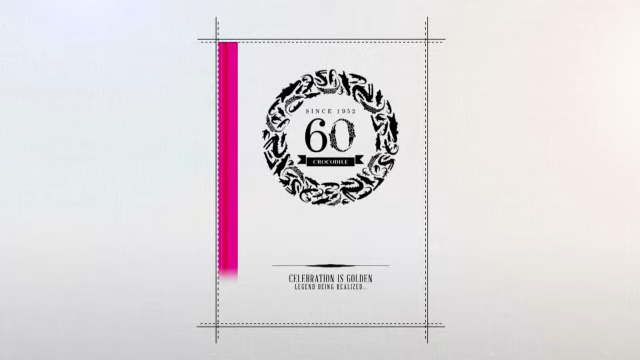 SINCE 1952
60
CROCODILE
CELEBRATION IS GOLDEN
LEGEND BEING REALIZED...